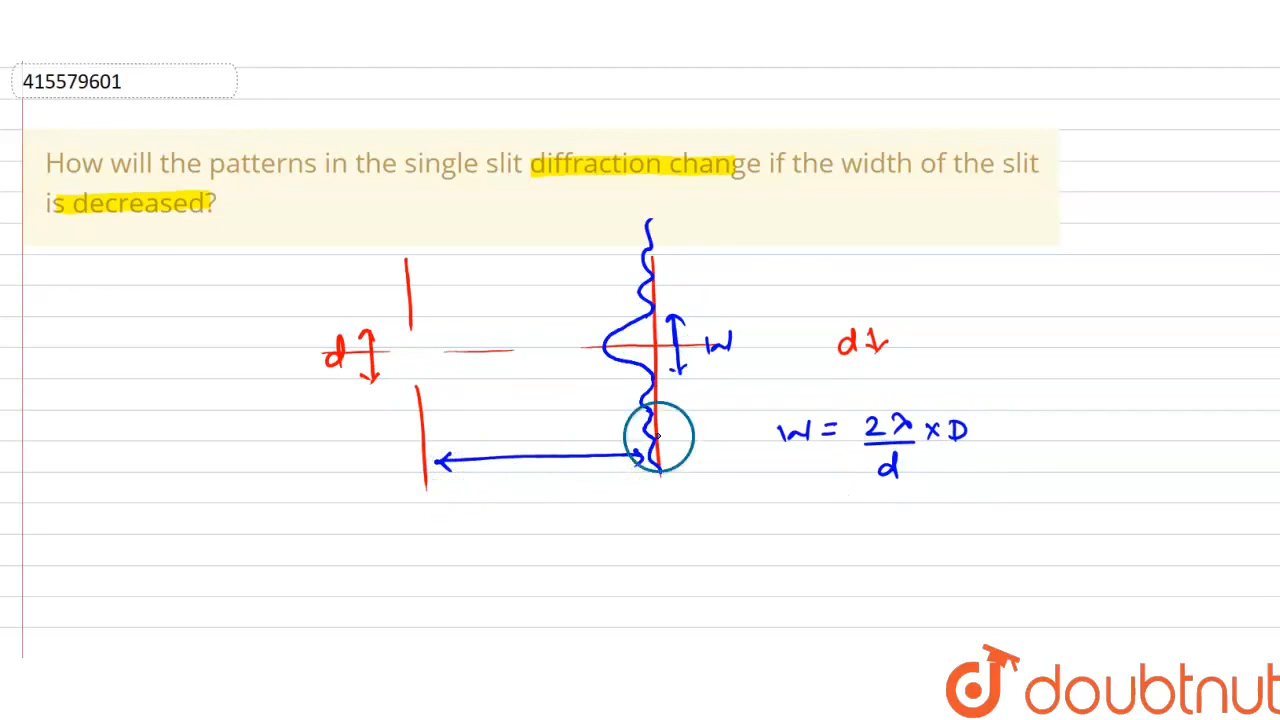 415579601
How will the patterns in the single slit diffraction change if the width of the slit
is decreased?
d
W
d↓
W = 2λ/d × D
doubtnut